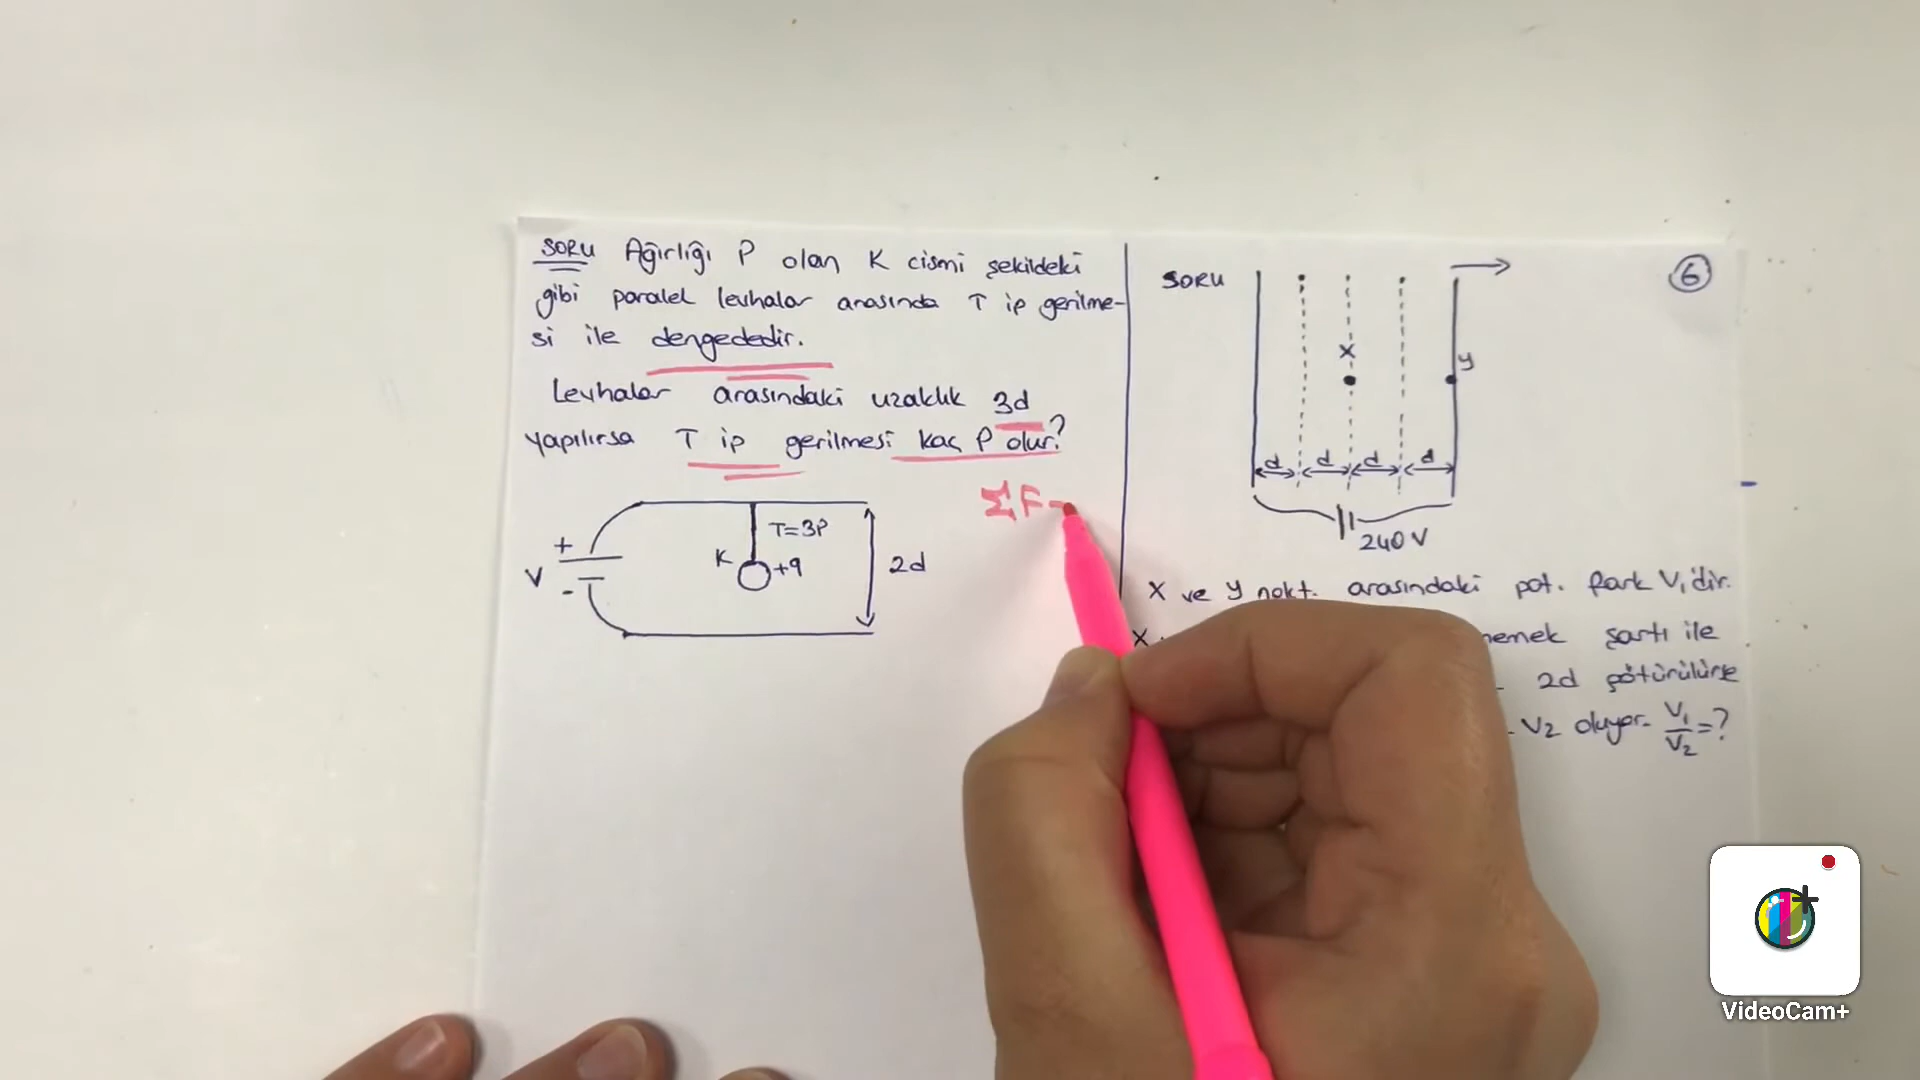 SORU Ağırlığı P olan K cismi şekildeki
gibi paralel levhalar arasında T ip gerilme-
si ile dengededir.
Levhalar arasındaki uzaklık 3d
yapılırsa T ip gerilmesi kaç P olur?
ΣF=
+
V
-
T=3P
K
+q
2d
SORU
6
X
y
d d d d
240 V
X ve Y nokt. arasındaki pot. fark V₁'dir.
X
şartı ile
2d götürülürse
V₂ oluyor. V₁/V₂=?
VideoCam+